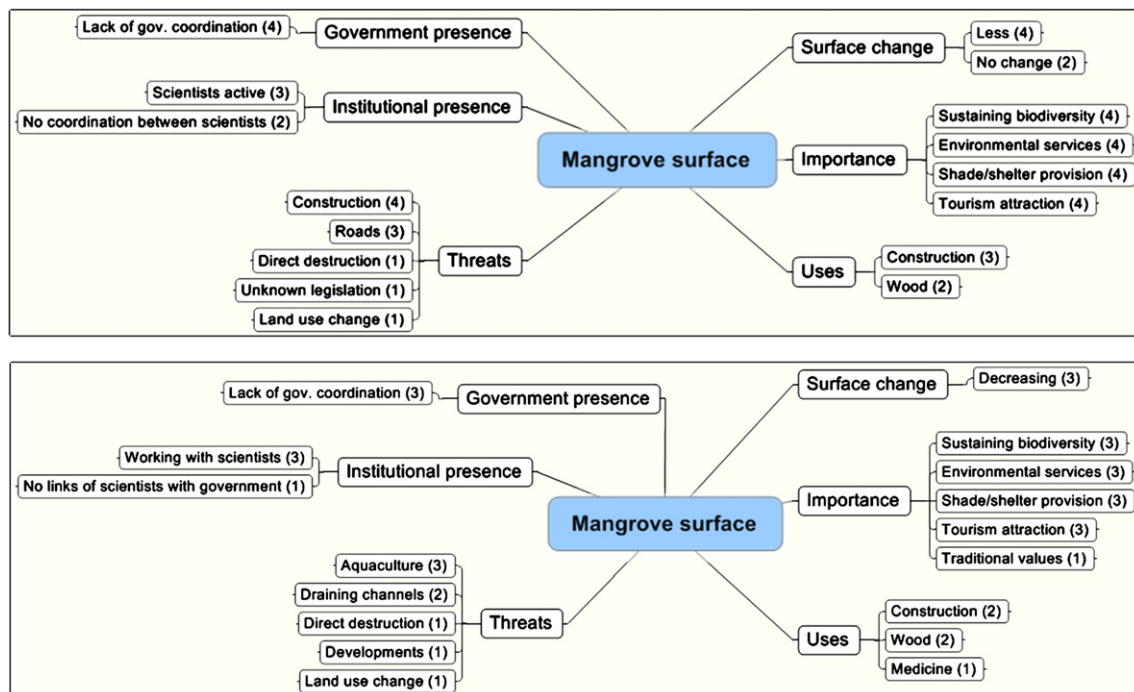 Lack of gov. coordination (4)
Government presence
Scientists active (3)
No coordination between scientists (2)
Institutional presence
Construction (4)
Roads (3)
Direct destruction (1)
Unknown legislation (1)
Land use change (1)
Threats
Mangrove surface
Surface change
Less (4)
No change (2)
Importance
Sustaining biodiversity (4)
Environmental services (4)
Shade/shelter provision (4)
Tourism attraction (4)
Uses
Construction (3)
Wood (2)
Lack of gov. coordination (3)
Government presence
Working with scientists (3)
No links of scientists with government (1)
Institutional presence
Aquaculture (3)
Draining channels (2)
Direct destruction (1)
Developments (1)
Land use change (1)
Threats
Mangrove surface
Surface change
Decreasing (3)
Importance
Sustaining biodiversity (3)
Environmental services (3)
Shade/shelter provision (3)
Tourism attraction (3)
Traditional values (1)
Uses
Construction (2)
Wood (2)
Medicine (1)